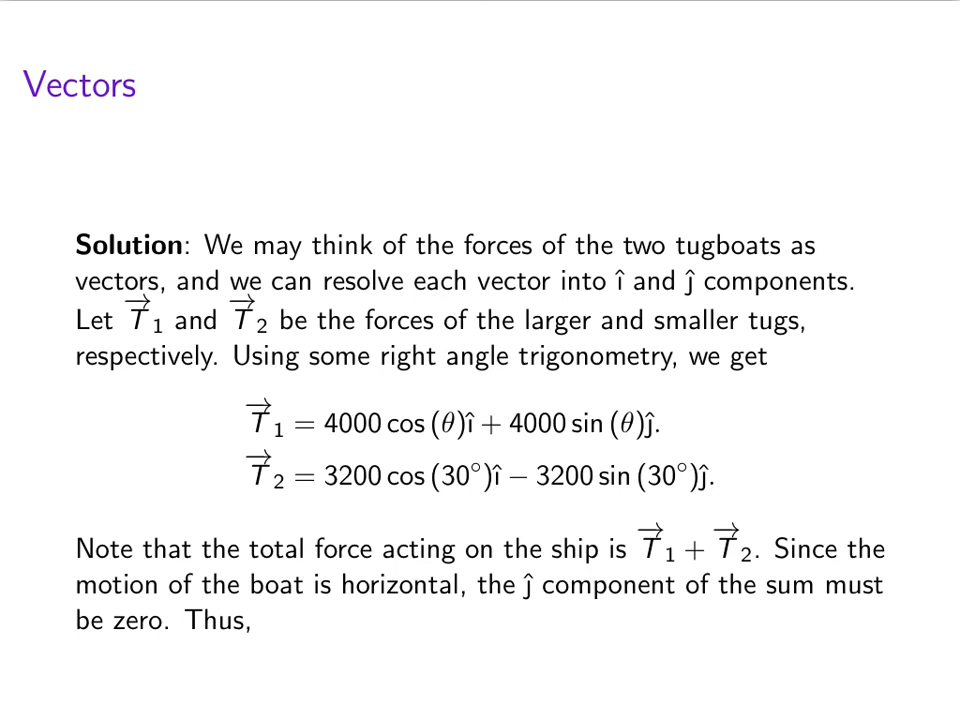 Vectors
Solution: We may think of the forces of the two tugboats as
vectors, and we can resolve each vector into î and ĵ components.
Let T⃗₁ and T⃗₂ be the forces of the larger and smaller tugs,
respectively. Using some right angle trigonometry, we get
T⃗₁ = 4000 cos (θ)î + 4000 sin (θ)ĵ.
T⃗₂ = 3200 cos (30°)î − 3200 sin (30°)ĵ.
Note that the total force acting on the ship is T⃗₁ + T⃗₂. Since the
motion of the boat is horizontal, the ĵ component of the sum must
be zero. Thus,